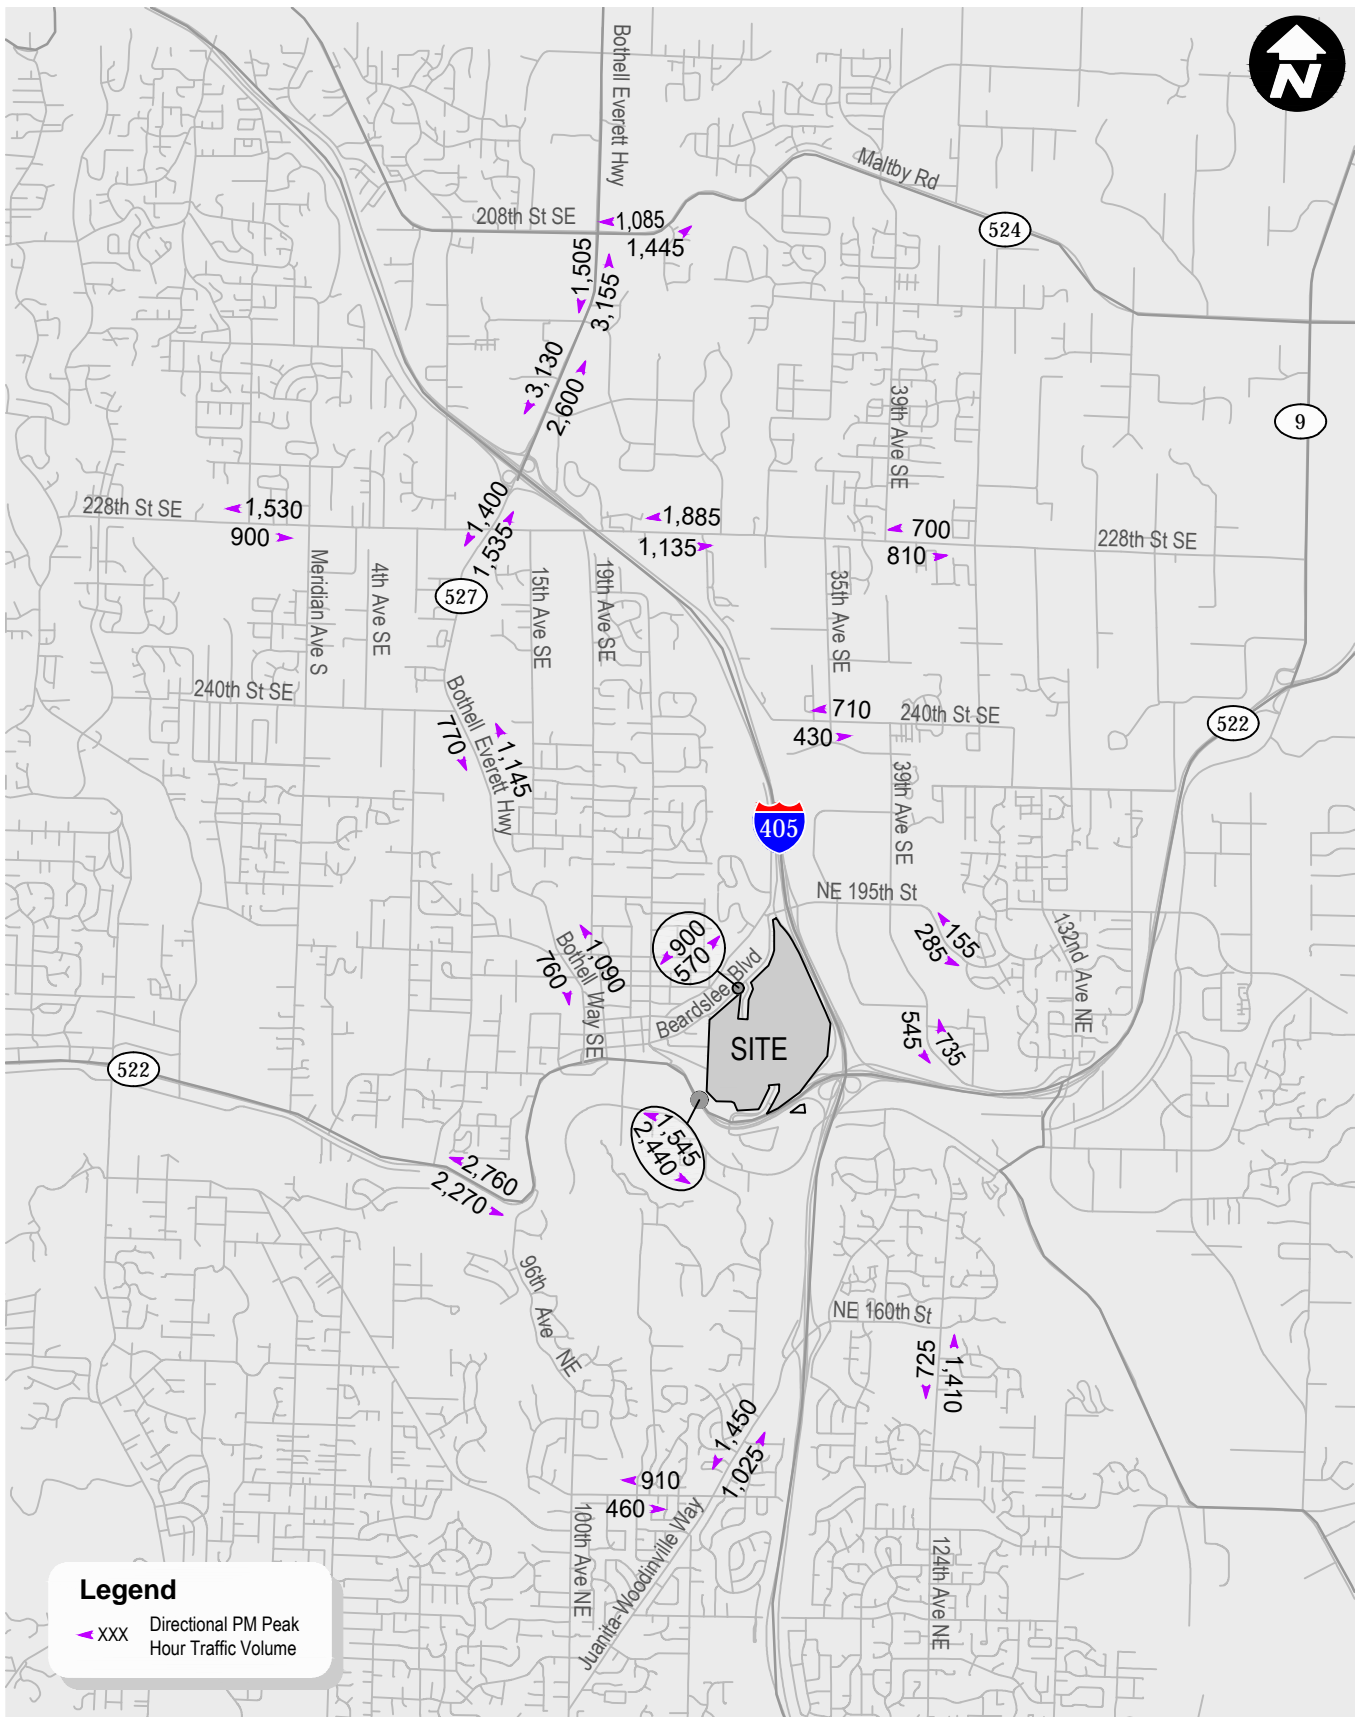 Bothell Everett Hwy
N
Maltby Rd
208th St SE
1,085
1,445
524
1,505
3,155
3,130
2,600
39th Ave SE
9
228th St SE
1,530
900
1,400
1,535
1,885
1,135
700
810
228th St SE
Meridian Ave S
4th Ave SE
527
15th Ave SE
19th Ave SE
35th Ave SE
240th St SE
Bothell Everett Hwy
770
1,145
710
430
240th St SE
522
39th Ave SE
405
NE 195th St
155
285
132nd Ave NE
900
570
Beardslee Blvd
1,090
760
Bothell Way SE
SITE
545
735
522
1,545
2,440
2,760
2,270
96th Ave NE
NE 160th St
725
1,410
1,450
1,025
910
460
100th Ave NE
Juanita-Woodinville Way
124th Ave NE
Legend
XXX Directional PM Peak
Hour Traffic Volume